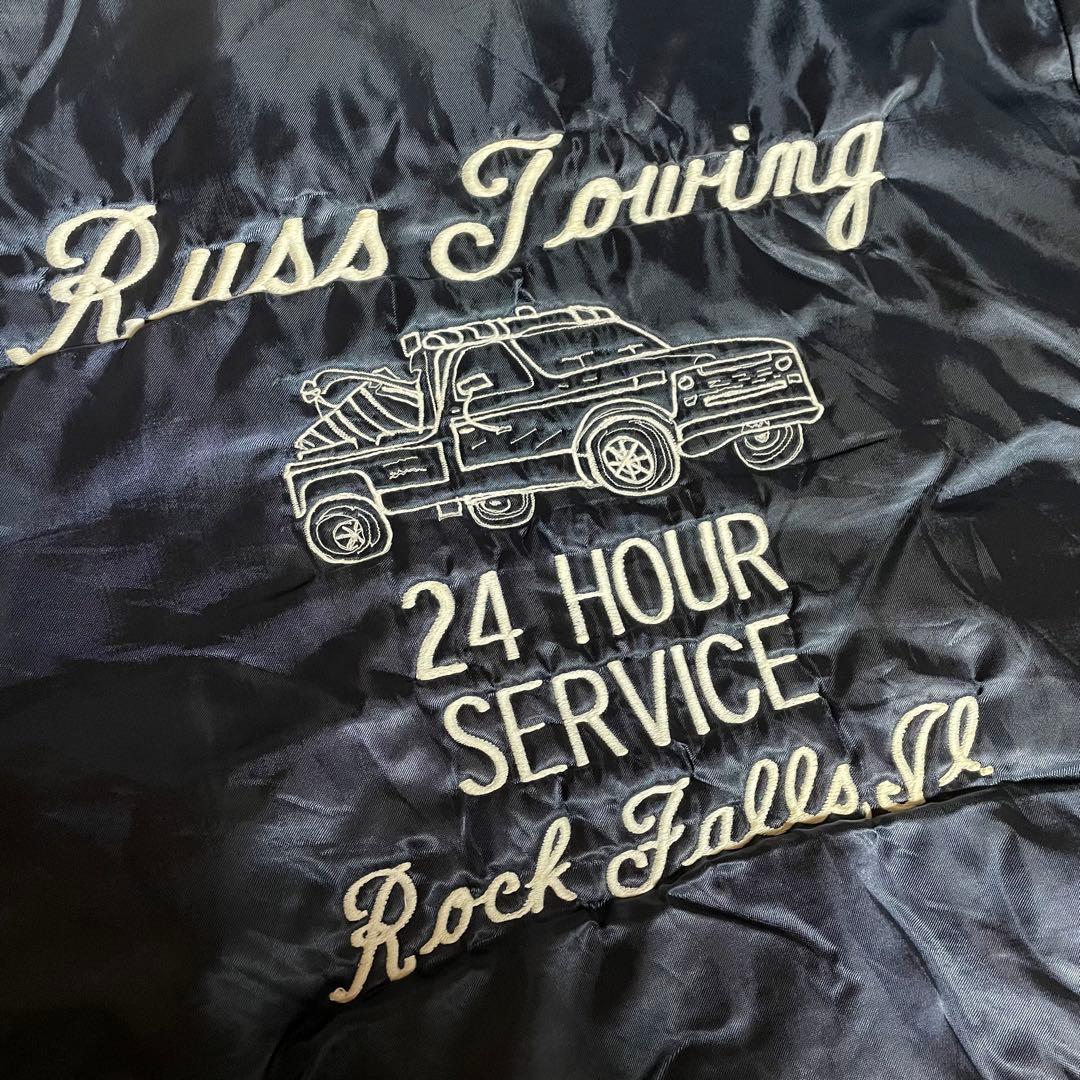 Russ Towing
24 HOUR
SERVICE
Rock Falls, Il.